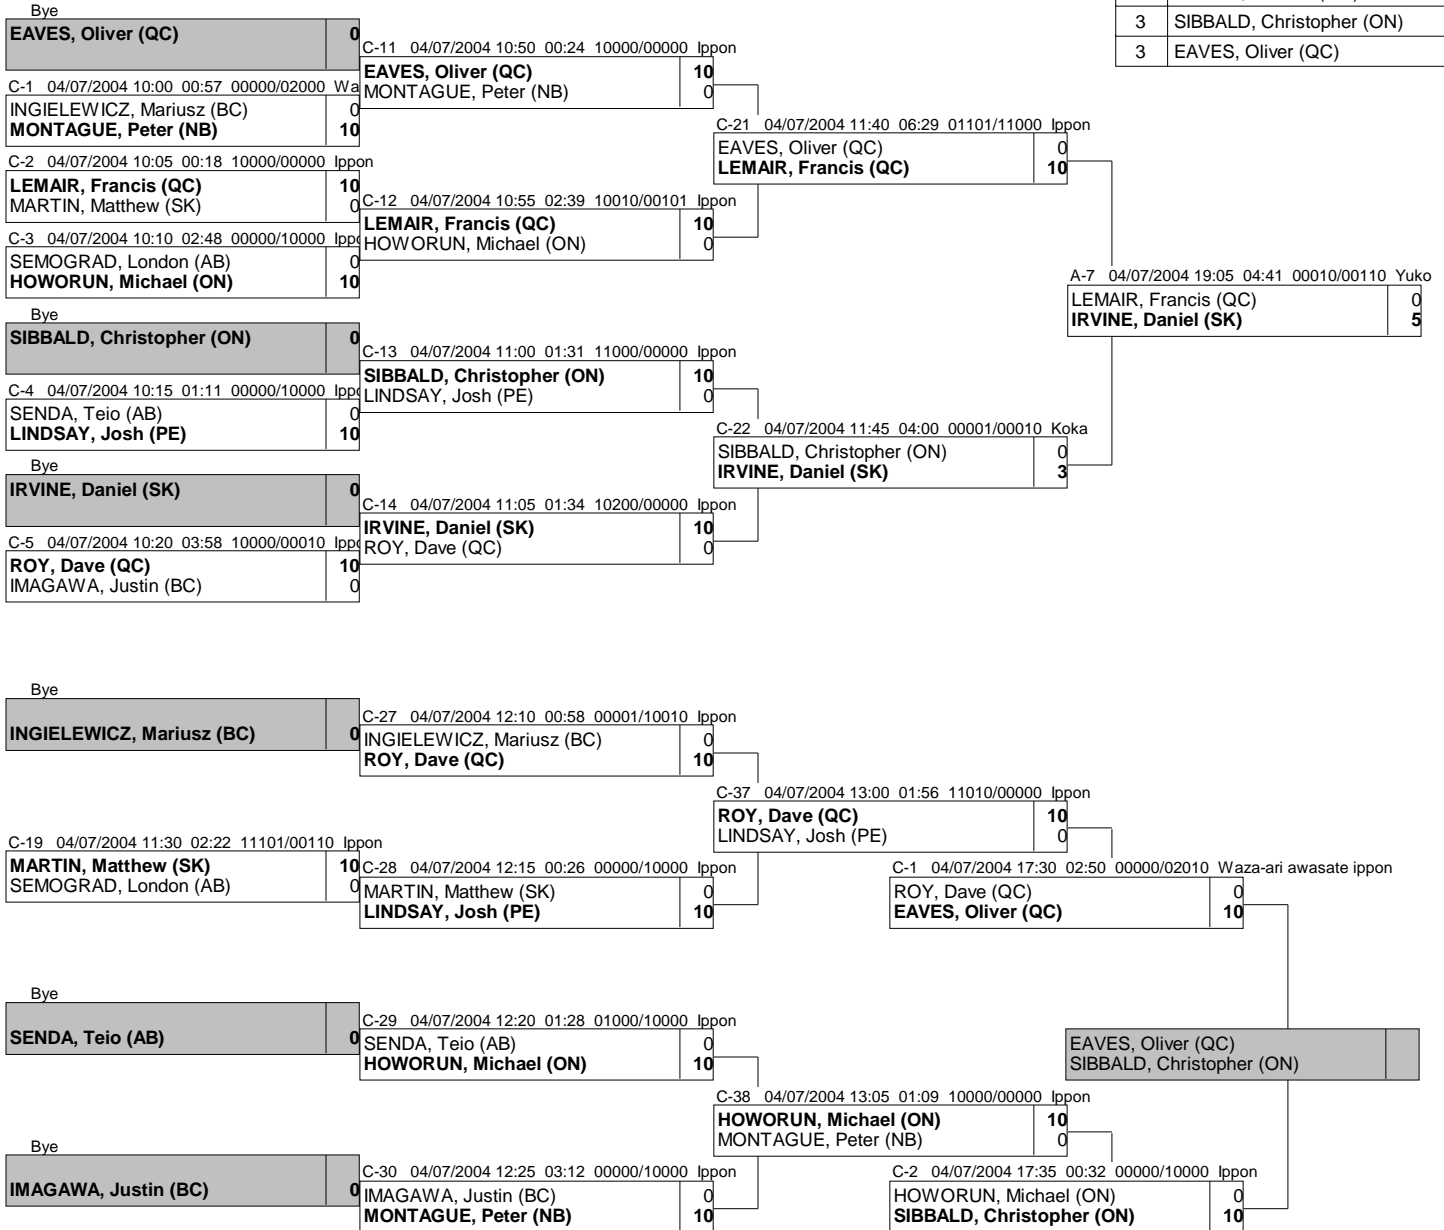 3 SIBBALD, Christopher (ON)
3 EAVES, Oliver (QC)
Bye
EAVES, Oliver (QC) 0
C-1 04/07/2004 10:00 00:57 00000/02000 Wa
INGIELEWICZ, Mariusz (BC) 0
MONTAGUE, Peter (NB) 10
C-2 04/07/2004 10:05 00:18 10000/00000 Ippon
LEMAIR, Francis (QC) 10
MARTIN, Matthew (SK) 0
C-3 04/07/2004 10:10 02:48 00000/10000 Ippo
SEMOGRAD, London (AB) 0
HOWORUN, Michael (ON) 10
Bye
SIBBALD, Christopher (ON) 0
C-4 04/07/2004 10:15 01:11 00000/10000 Ippo
SENDA, Teio (AB) 0
LINDSAY, Josh (PE) 10
Bye
IRVINE, Daniel (SK) 0
C-5 04/07/2004 10:20 03:58 10000/00010 Ippo
ROY, Dave (QC) 10
IMAGAWA, Justin (BC) 0
C-11 04/07/2004 10:50 00:24 10000/00000 Ippon
EAVES, Oliver (QC) 10
MONTAGUE, Peter (NB) 0
C-12 04/07/2004 10:55 02:39 10010/00101 Ippon
LEMAIR, Francis (QC) 10
HOWORUN, Michael (ON) 0
C-13 04/07/2004 11:00 01:31 11000/00000 Ippon
SIBBALD, Christopher (ON) 10
LINDSAY, Josh (PE) 0
C-14 04/07/2004 11:05 01:34 10200/00000 Ippon
IRVINE, Daniel (SK) 10
ROY, Dave (QC) 0
C-21 04/07/2004 11:40 06:29 01101/11000 Ippon
EAVES, Oliver (QC) 0
LEMAIR, Francis (QC) 10
C-22 04/07/2004 11:45 04:00 00001/00010 Koka
SIBBALD, Christopher (ON) 0
IRVINE, Daniel (SK) 3
A-7 04/07/2004 19:05 04:41 00010/00110 Yuko
LEMAIR, Francis (QC) 0
IRVINE, Daniel (SK) 5
Bye
INGIELEWICZ, Mariusz (BC) 0
C-19 04/07/2004 11:30 02:22 11101/00110 Ippon
MARTIN, Matthew (SK) 10
SEMOGRAD, London (AB) 0
Bye
SENDA, Teio (AB) 0
Bye
IMAGAWA, Justin (BC) 0
C-27 04/07/2004 12:10 00:58 00001/10010 Ippon
INGIELEWICZ, Mariusz (BC) 0
ROY, Dave (QC) 10
C-28 04/07/2004 12:15 00:26 00000/10000 Ippon
MARTIN, Matthew (SK) 0
LINDSAY, Josh (PE) 10
C-29 04/07/2004 12:20 01:28 01000/10000 Ippon
SENDA, Teio (AB) 0
HOWORUN, Michael (ON) 10
C-30 04/07/2004 12:25 03:12 00000/10000 Ippon
IMAGAWA, Justin (BC) 0
MONTAGUE, Peter (NB) 10
C-37 04/07/2004 13:00 01:56 11010/00000 Ippon
ROY, Dave (QC) 10
LINDSAY, Josh (PE) 0
C-38 04/07/2004 13:05 01:09 10000/00000 Ippon
HOWORUN, Michael (ON) 10
MONTAGUE, Peter (NB) 0
C-1 04/07/2004 17:30 02:50 00000/02010 Waza-ari awasate ippon
ROY, Dave (QC) 0
EAVES, Oliver (QC) 10
C-2 04/07/2004 17:35 00:32 00000/10000 Ippon
HOWORUN, Michael (ON) 0
SIBBALD, Christopher (ON) 10
EAVES, Oliver (QC)
SIBBALD, Christopher (ON)